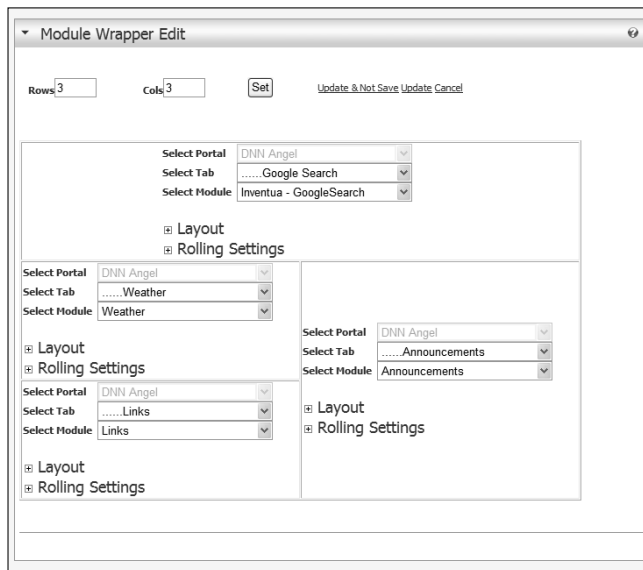 Module Wrapper Edit
Rows 3 Cols 3 Set Update & Not Save Update Cancel
Select Portal DNN Angel
Select Tab ......Google Search
Select Module Inventua - GoogleSearch
Layout
Rolling Settings
Select Portal DNN Angel
Select Tab ......Weather
Select Module Weather
Layout
Rolling Settings
Select Portal DNN Angel
Select Tab ......Links
Select Module Links
Layout
Rolling Settings
Select Portal DNN Angel
Select Tab ......Announcements
Select Module Announcements
Layout
Rolling Settings